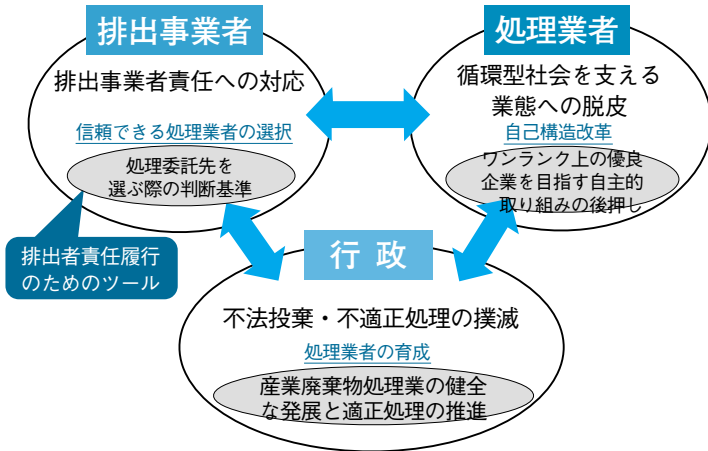 排出事業者
排出事業者責任への対応
信頼できる処理業者の選択
処理委託先を
選ぶ際の判断基準
排出者責任履行
のためのツール
処理業者
循環型社会を支える
業態への脱皮
自己構造改革
ワンランク上の優良
企業を目指す自主的
取り組みの後押し
行 政
不法投棄・不適正処理の撲滅
処理業者の育成
産業廃棄物処理業の健全
な発展と適正処理の推進